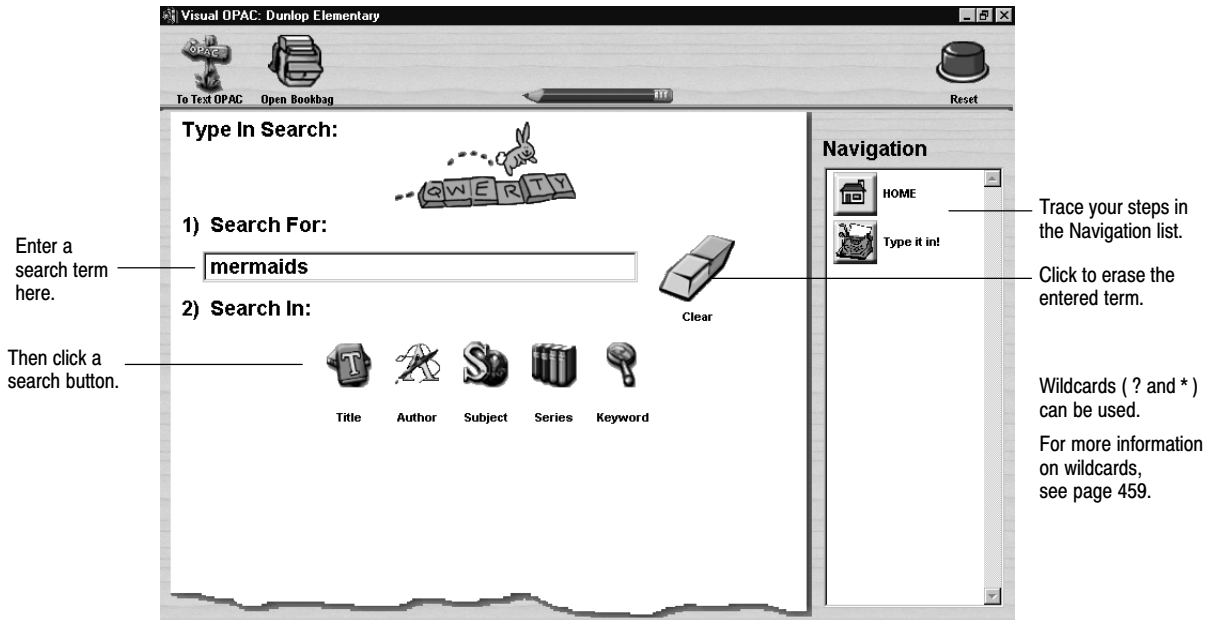 Visual OPAC: Dunlop Elementary
OPAC
To Text OPAC Open Bookbag Reset
Type In Search:
QWERTY
1) Search For:
mermaids
Clear
2) Search In:
Title Author Subject Series Keyword
Navigation
HOME
Type it in!
Enter a
search term
here.
Then click a
search button.
Trace your steps in
the Navigation list.
Click to erase the
entered term.
Wildcards ( ? and * )
can be used.
For more information
on wildcards,
see page 459.